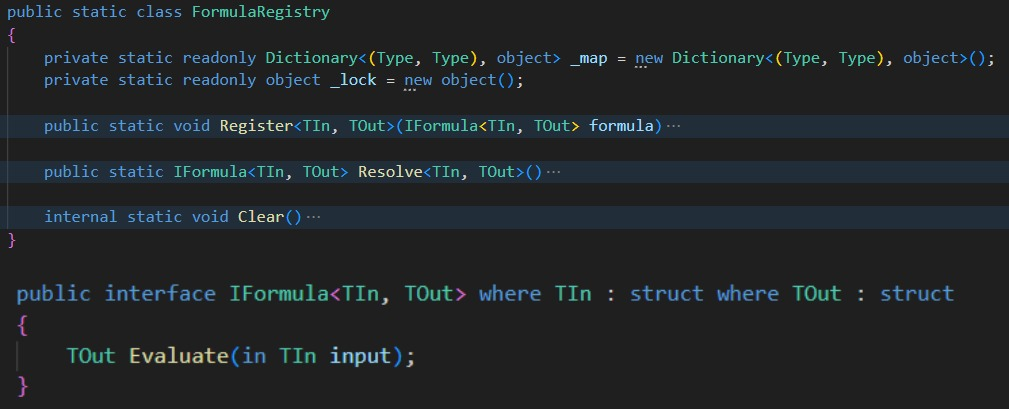 public static class FormulaRegistry
{
    private static readonly Dictionary<(Type, Type), object> _map = new Dictionary<(Type, Type), object>();
    private static readonly object _lock = new object();
    public static void Register<TIn, TOut>(IFormula<TIn, TOut> formula)···
    public static IFormula<TIn, TOut> Resolve<TIn, TOut>()···
    internal static void Clear()···
}
public interface IFormula<TIn, TOut> where TIn : struct where TOut : struct
{
    TOut Evaluate(in TIn input);
}